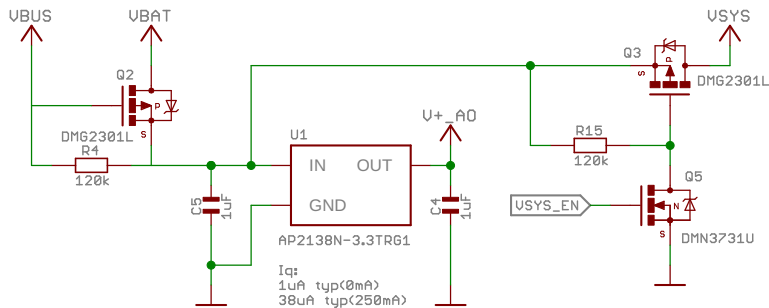 VBUS
VBAT
VSYS
Q2
P
S
DMG2301L
R4
120k
Q3
P
S
DMG2301L
V+_AO
U1
IN
OUT
GND
AP2138N-3.3TRG1
C5
1uF
C4
1uF
R15
120k
Q5
N
S
DMN3731U
VSYS_EN
Iq:
1uA typ(0mA)
38uA typ(250mA)